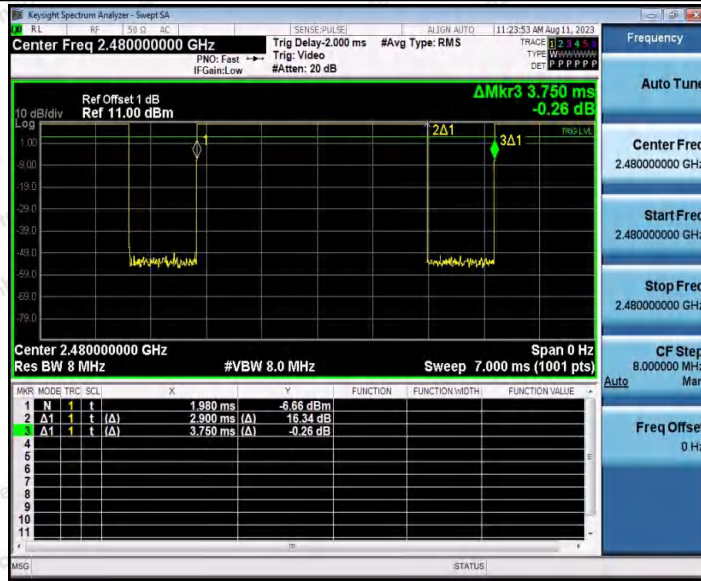 Keysight Spectrum Analyzer - Swept SA
RL RF 50 Ω AC SENSE:PULSE ALIGN AUTO 11:23:53 AM Aug 11, 2023
Center Freq 2.480000000 GHz
PNO: Fast
IFGain:Low
Trig Delay-2.000 ms
Trig: Video
#Atten: 20 dB
#Avg Type: RMS
TRACE 1 2 3 4 5 6
TYPE WWWWWW
DET P P P P P P
Frequency
Auto Tune
Center Freq
2.480000000 GHz
Start Freq
2.480000000 GHz
Stop Freq
2.480000000 GHz
CF Step
8.000000 MHz
Auto Man
Freq Offset
0 Hz
ΔMkr3 3.750 ms
-0.26 dB
Ref Offset 1 dB
10 dB/div Ref 11.00 dBm
Log
1.00
-9.00
-19.0
-29.0
-39.0
-49.0
-59.0
-69.0
-79.0
1
2Δ1
3Δ1
TRIG LVL
Center 2.480000000 GHz Span 0 Hz
Res BW 8 MHz #VBW 8.0 MHz Sweep 7.000 ms (1001 pts)
MKR MODE TRC SCL X Y FUNCTION FUNCTION WIDTH FUNCTION VALUE
1 N 1 t 1.980 ms -6.66 dBm
2 Δ1 1 t (Δ) 2.900 ms (Δ) 16.34 dB
3 Δ1 1 t (Δ) 3.750 ms (Δ) -0.26 dB
4
5
6
7
8
9
10
11
MSG STATUS